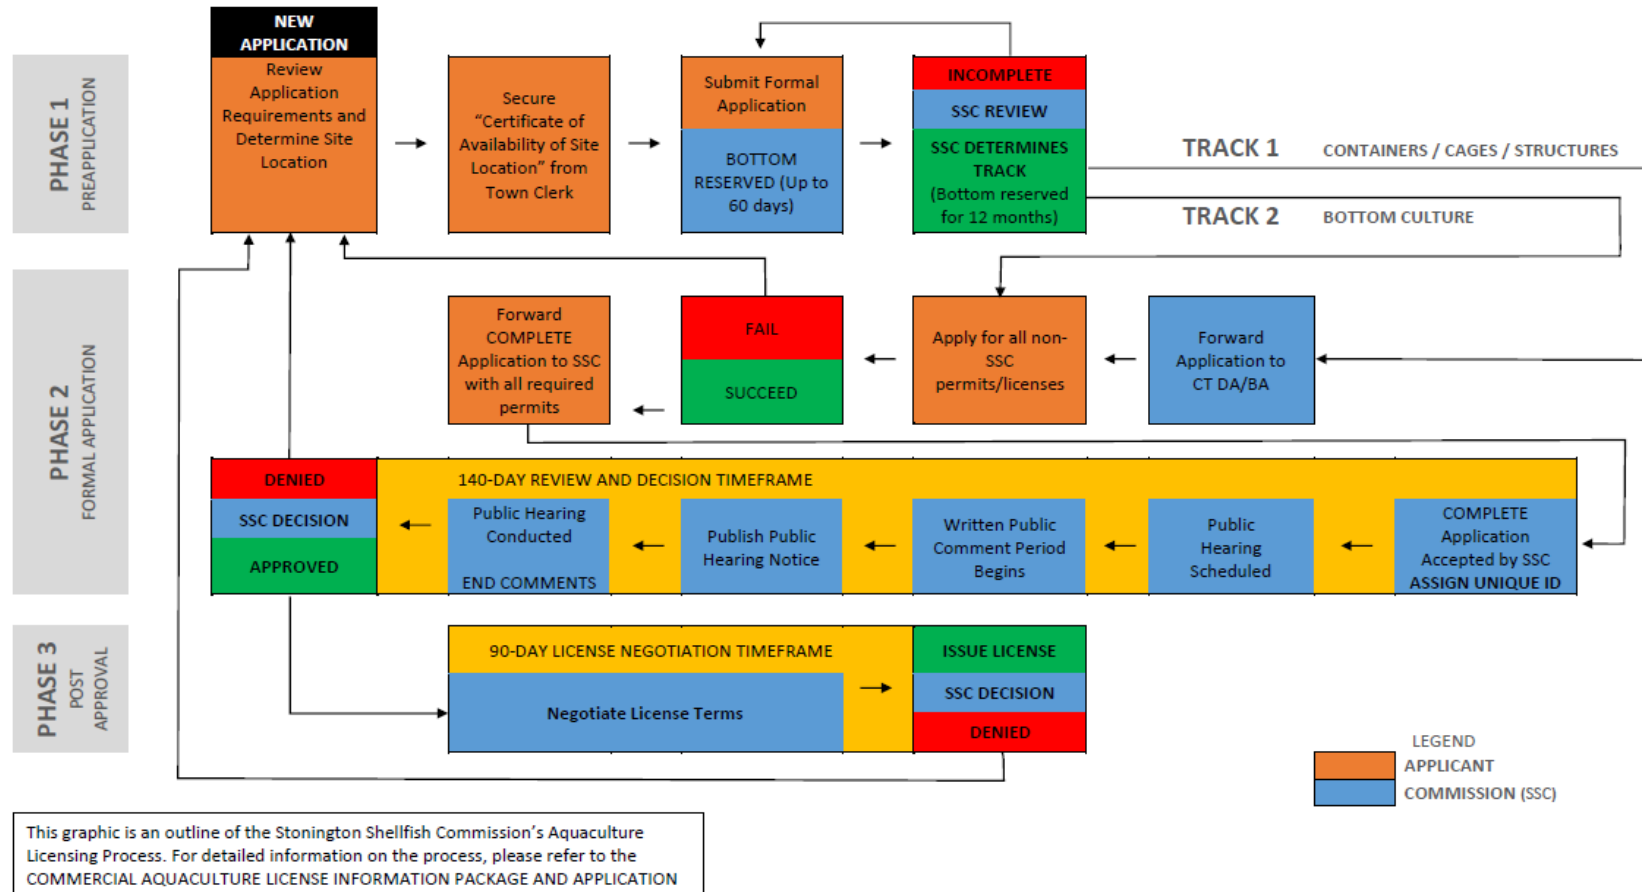 NEW
APPLICATION
Review
Application
Requirements and
Determine Site
Location
Secure
“Certificate of
Availability of Site
Location” from
Town Clerk
Submit Formal
Application
BOTTOM
RESERVED (Up to
60 days)
INCOMPLETE
SSC REVIEW
SSC DETERMINES
TRACK
(Bottom reserved
for 12 months)
TRACK 1 CONTAINERS / CAGES / STRUCTURES
TRACK 2 BOTTOM CULTURE
PHASE 1
PREAPPLICATION
PHASE 2
FORMAL APPLICATION
Forward
COMPLETE
Application to SSC
with all required
permits
FAIL
SUCCEED
Apply for all non-
SSC
permits/licenses
Forward
Application to
CT DA/BA
DENIED
SSC DECISION
APPROVED
140-DAY REVIEW AND DECISION TIMEFRAME
Public Hearing
Conducted
END COMMENTS
Publish Public
Hearing Notice
Written Public
Comment Period
Begins
Public
Hearing
Scheduled
COMPLETE
Application
Accepted by SSC
ASSIGN UNIQUE ID
PHASE 3
POST
APPROVAL
90-DAY LICENSE NEGOTIATION TIMEFRAME
Negotiate License Terms
ISSUE LICENSE
SSC DECISION
DENIED
LEGEND
APPLICANT
COMMISSION (SSC)
This graphic is an outline of the Stonington Shellfish Commission’s Aquaculture
Licensing Process. For detailed information on the process, please refer to the
COMMERCIAL AQUACULTURE LICENSE INFORMATION PACKAGE AND APPLICATION